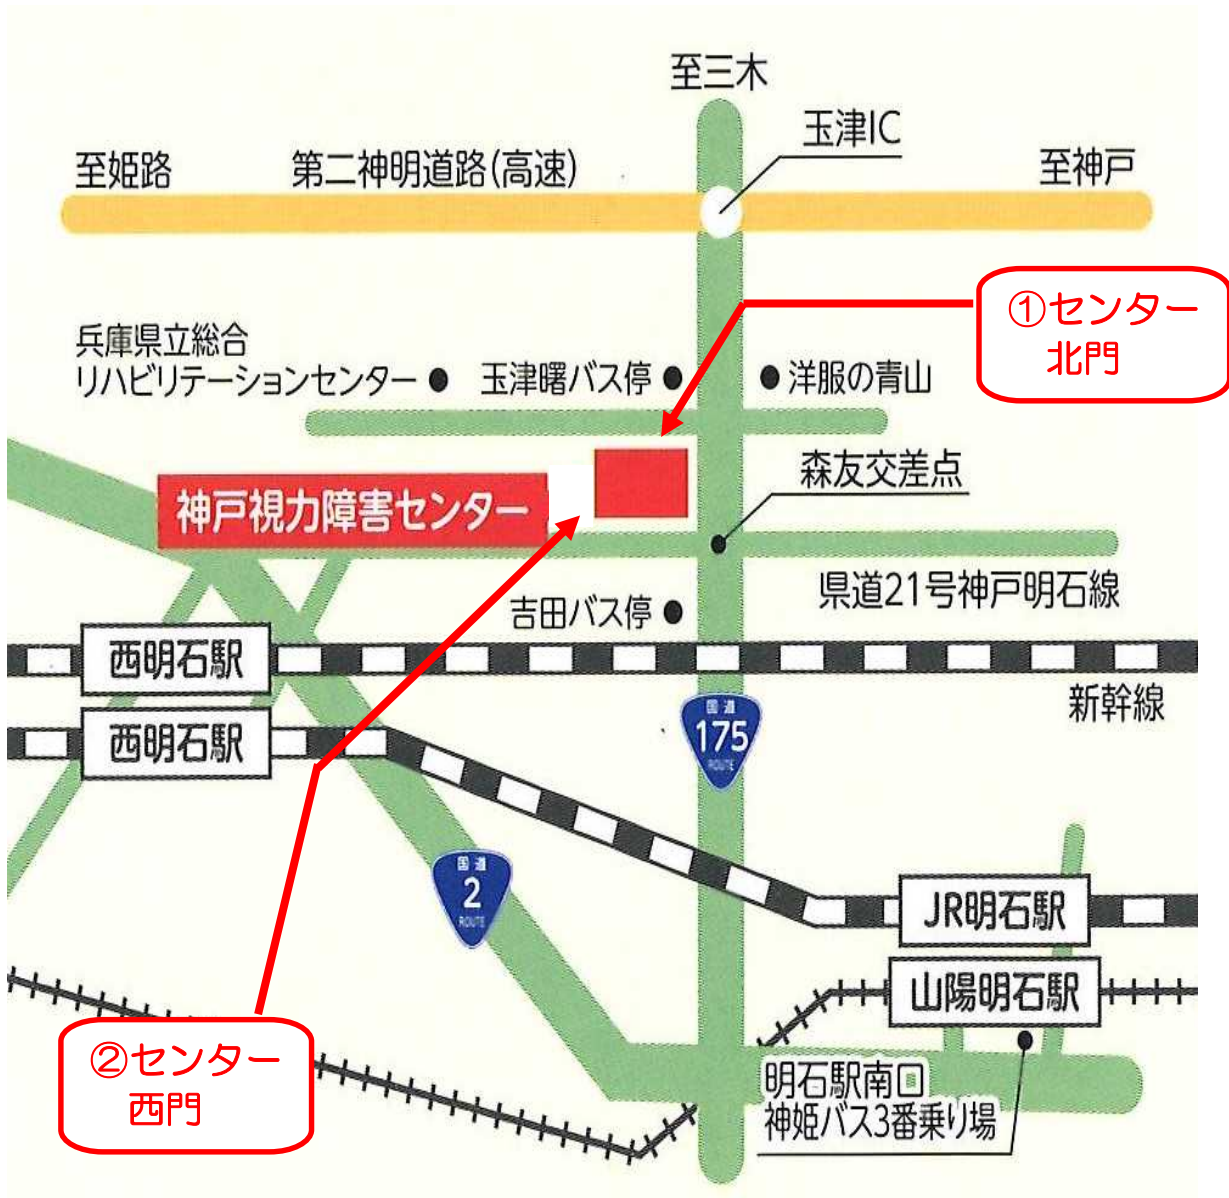 至三木
玉津IC
至姫路
第二神明道路(高速)
至神戸
①センター
北門
兵庫県立総合
リハビリテーションセンター
玉津曙バス停
洋服の青山
神戸視力障害センター
森友交差点
県道21号神戸明石線
吉田バス停
西明石駅
新幹線
西明石駅
国道
175
ROUTE
国道
2
ROUTE
JR明石駅
山陽明石駅
②センター
西門
明石駅南口
神姫バス3番乗り場